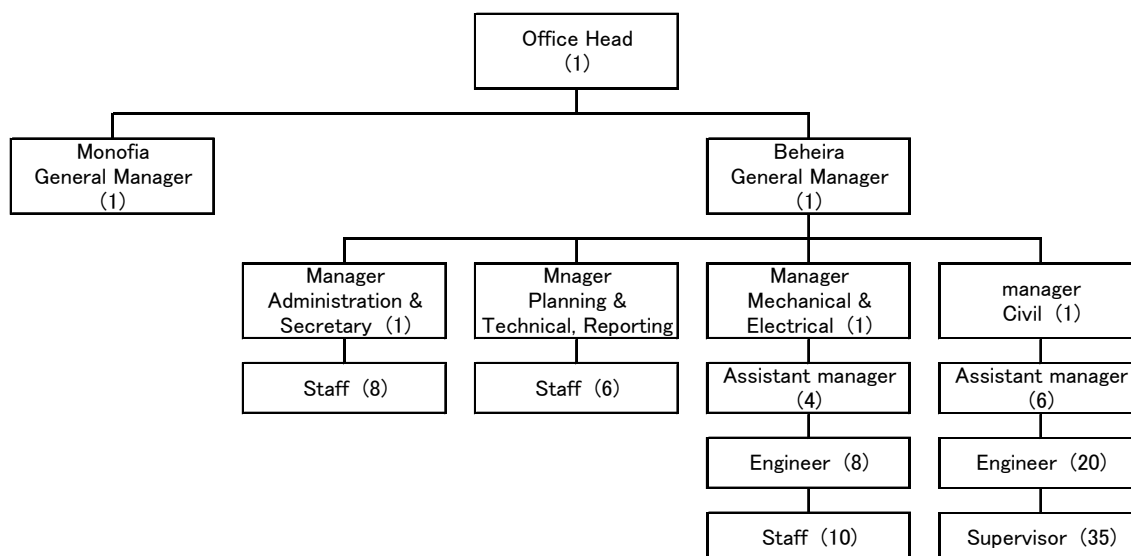 Office Head
(1)
Monofia
General Manager
(1)
Beheira
General Manager
(1)
Manager
Administration &
Secretary (1)
Mnager
Planning &
Technical, Reporting
Manager
Mechanical &
Electrical (1)
manager
Civil (1)
Staff (8)
Staff (6)
Assistant manager
(4)
Assistant manager
(6)
Engineer (8)
Engineer (20)
Staff (10)
Supervisor (35)